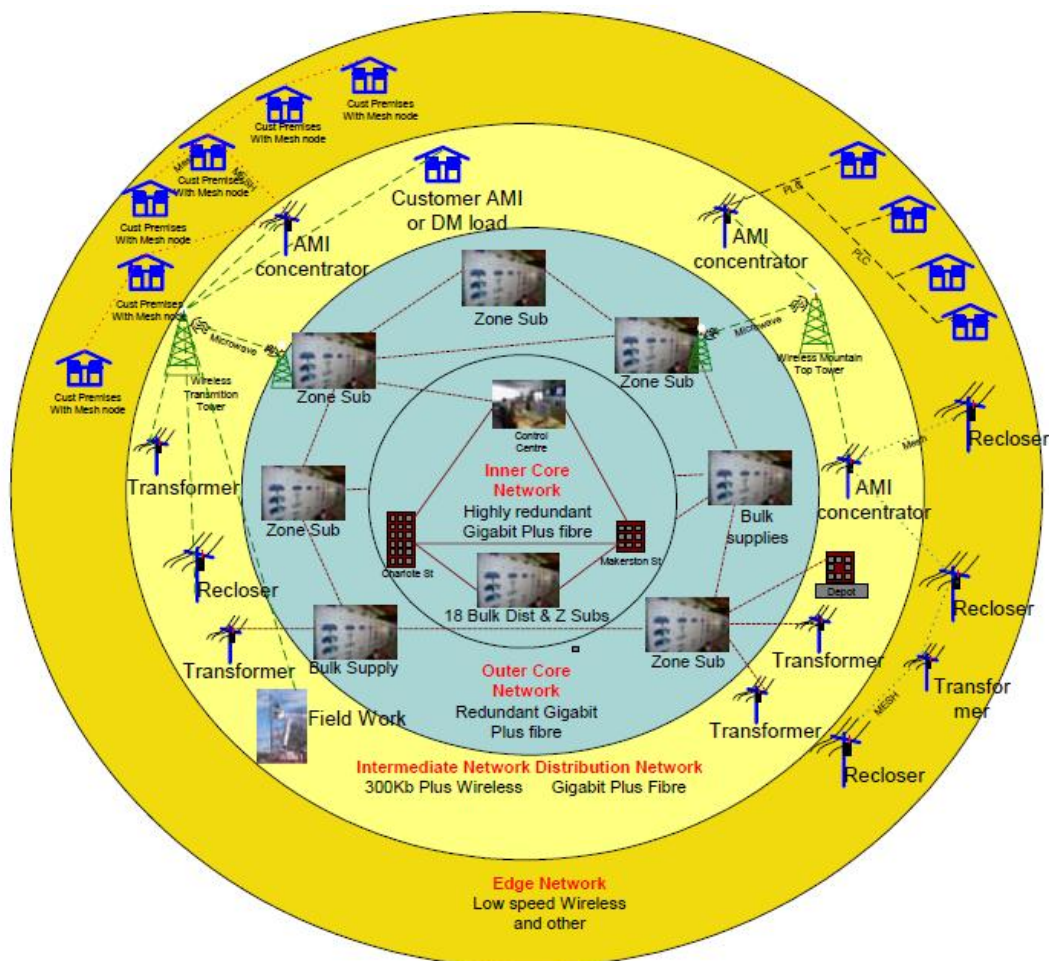 Cust Premises
With Mesh node
Cust Premises
With Mesh node
Cust Premises
With Mesh node
Mesh
MESH
Cust Premises
With Mesh node
Cust Premises
With Mesh node
Cust Premises
With Mesh node
Customer AMI
or DM load
AMI
concentrator
AMI
concentrator
PLC
PLC
Zone Sub
Microwave
Wireless
Transmition
Tower
Zone Sub
Zone Sub
Microwave
Wireless Mountain
Top Tower
Control
Centre
Mesh
Recloser
Transformer
Zone Sub
Inner Core
Network
Highly redundant
Gigabit Plus fibre
Bulk
supplies
AMI
concentrator
Charlote St
Makerston St
Depot
Recloser
Recloser
18 Bulk Dist & Z Subs
Transformer
Bulk Supply
Zone Sub
Transformer
Transfor
mer
MESH
Field Work
Outer Core
Network
Redundant Gigabit
Plus fibre
Transformer
Recloser
Intermediate Network Distribution Network
300Kb Plus Wireless Gigabit Plus Fibre
Edge Network
Low speed Wireless
and other